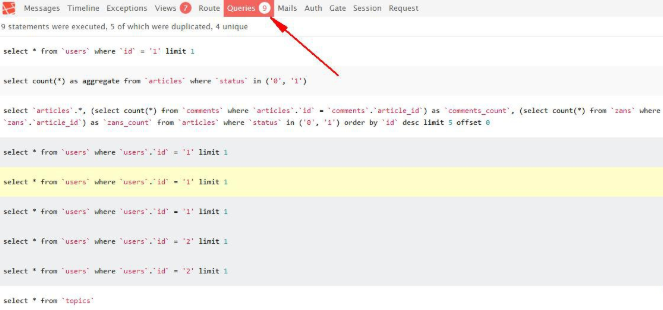 Messages Timeline Exceptions Views 7 Route Queries 9 Mails Auth Gate Session Request
9 statements were executed, 5 of which were duplicated, 4 unique
select * from `users` where `id` = '1' limit 1
select count(*) as aggregate from `articles` where `status` in ('0', '1')
select `articles`.*, (select count(*) from `comments` where `articles`.`id` = `comments`.`article_id`) as `comments_count`, (select count(*) from `zans` where
`zans`.`article_id`) as `zans_count` from `articles` where `status` in ('0', '1') order by `id` desc limit 5 offset 0
select * from `users` where `users`.`id` = '1' limit 1
select * from `users` where `users`.`id` = '1' limit 1
select * from `users` where `users`.`id` = '1' limit 1
select * from `users` where `users`.`id` = '2' limit 1
select * from `users` where `users`.`id` = '2' limit 1
select * from `topics`